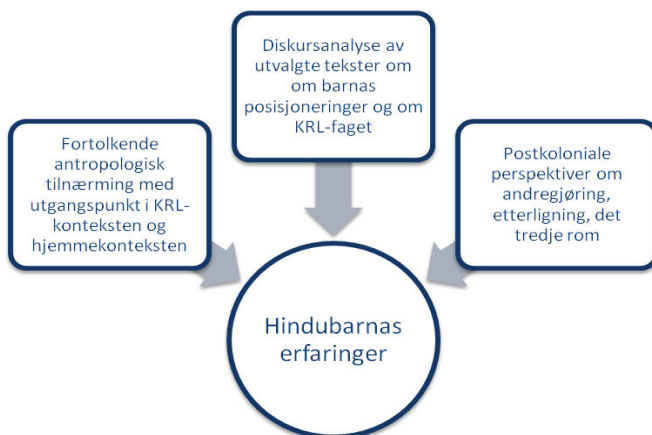 Diskursanalyse av
utvalgte tekster om
om barnas
posisjoneringer og om
KRL-faget
Fortolkende
antropologisk
tilnærming med
utgangspunkt i KRL-
konteksten og
hjemmekonteksten
Postkoloniale
perspektiver om
andregjøring,
etterligning, det
tredje rom
Hindubarnas
erfaringer